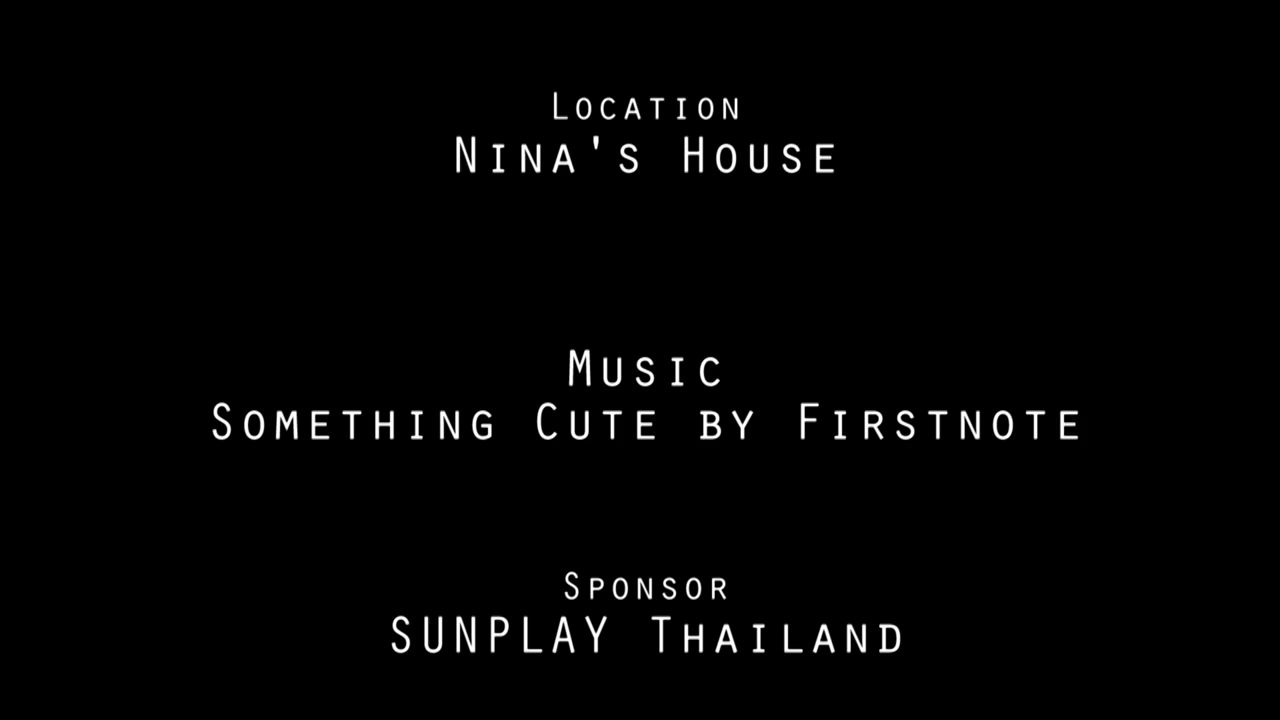 Location
Nina's House
Music
Something Cute by Firstnote
Sponsor
SUNPLAY Thailand